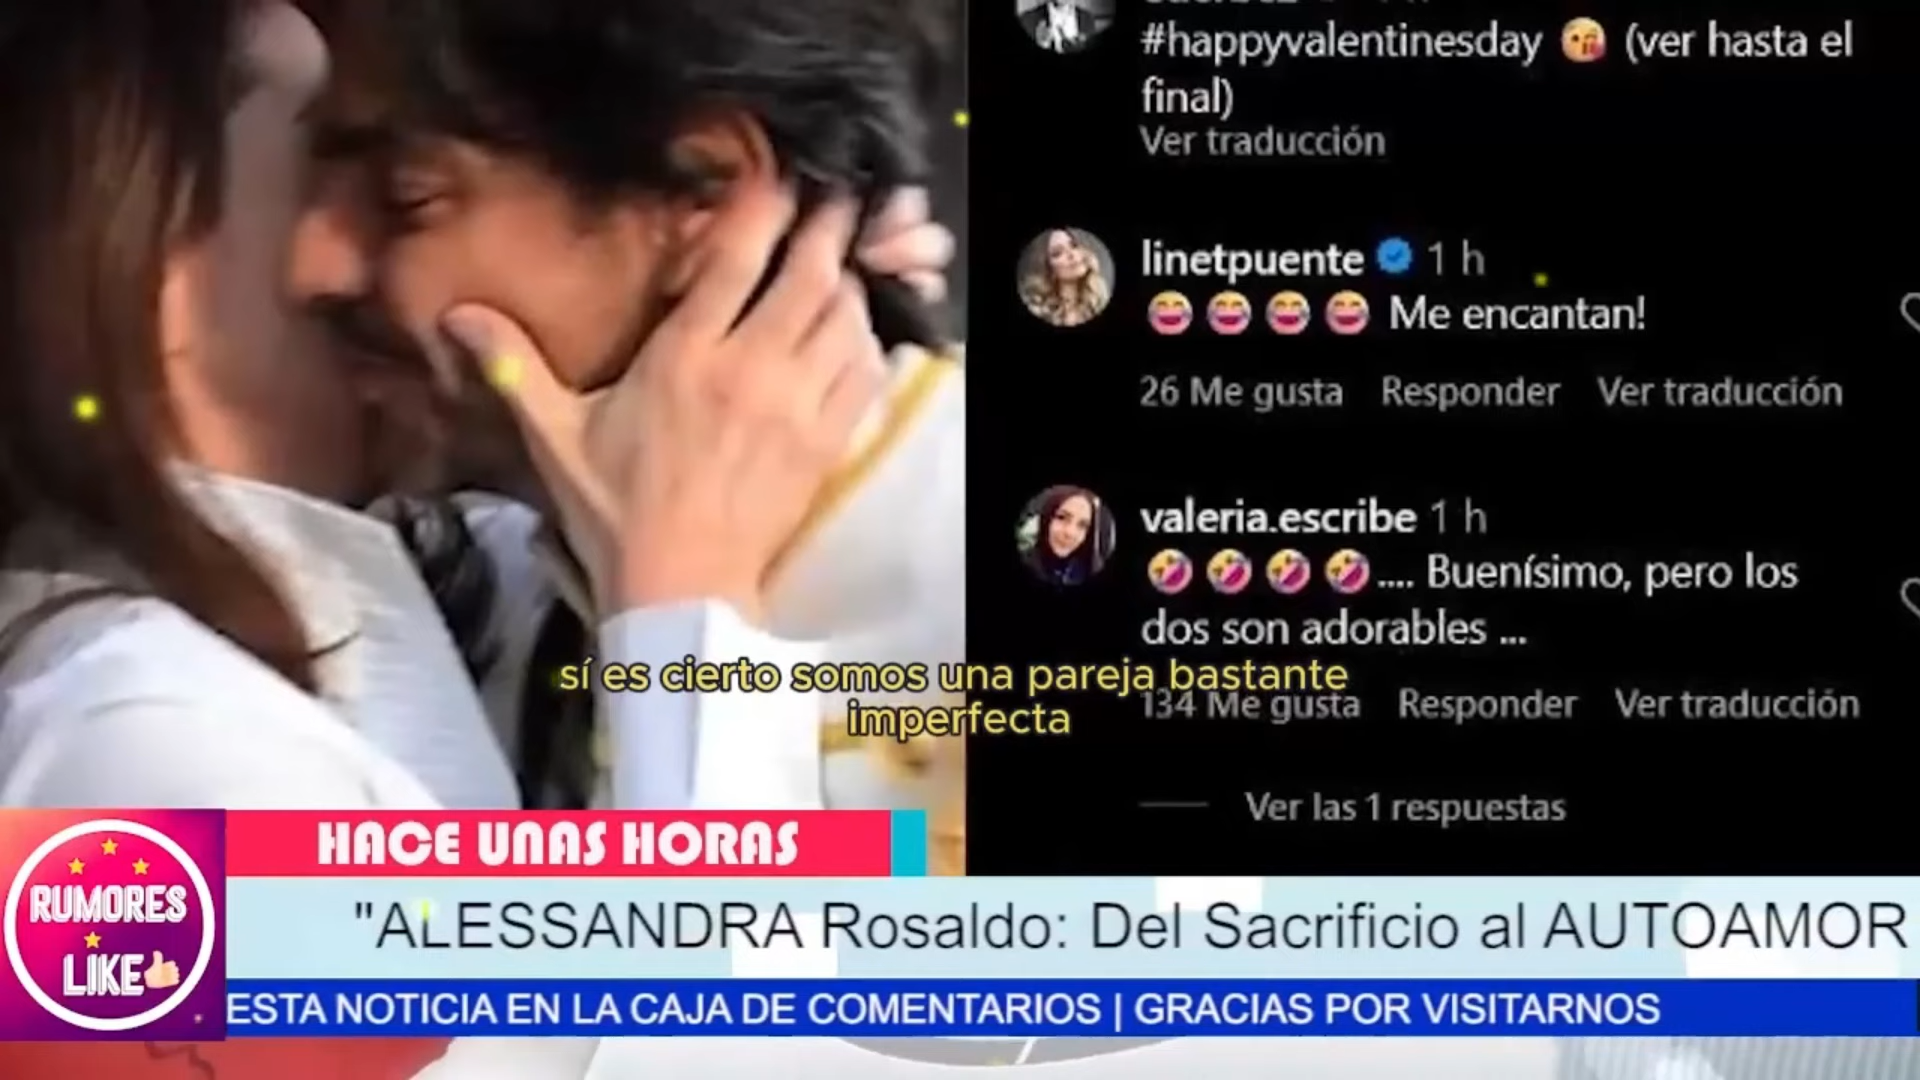 #happyvalentinesday 😘 (ver hasta el
final)
Ver traducción
linetpuente 1 h
😂😂😂😂 Me encantan!
26 Me gusta Responder Ver traducción
valeria.escribe 1 h
🤣🤣🤣🤣.... Buenísimo, pero los
dos son adorables ...
134 Me gusta Responder Ver traducción
Ver las 1 respuestas
sí es cierto somos una pareja bastante
imperfecta
HACE UNAS HORAS
RUMORES
LIKE
"ALESSANDRA Rosaldo: Del Sacrificio al AUTOAMOR
ESTA NOTICIA EN LA CAJA DE COMENTARIOS | GRACIAS POR VISITARNOS